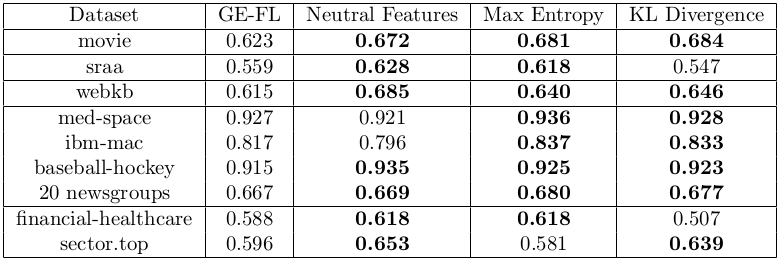 Dataset GE-FL Neutral Features Max Entropy KL Divergence
movie 0.623 0.672 0.681 0.684
sraa 0.559 0.628 0.618 0.547
webkb 0.615 0.685 0.640 0.646
med-space 0.927 0.921 0.936 0.928
ibm-mac 0.817 0.796 0.837 0.833
baseball-hockey 0.915 0.935 0.925 0.923
20 newsgroups 0.667 0.669 0.680 0.677
financial-healthcare 0.588 0.618 0.618 0.507
sector.top 0.596 0.653 0.581 0.639